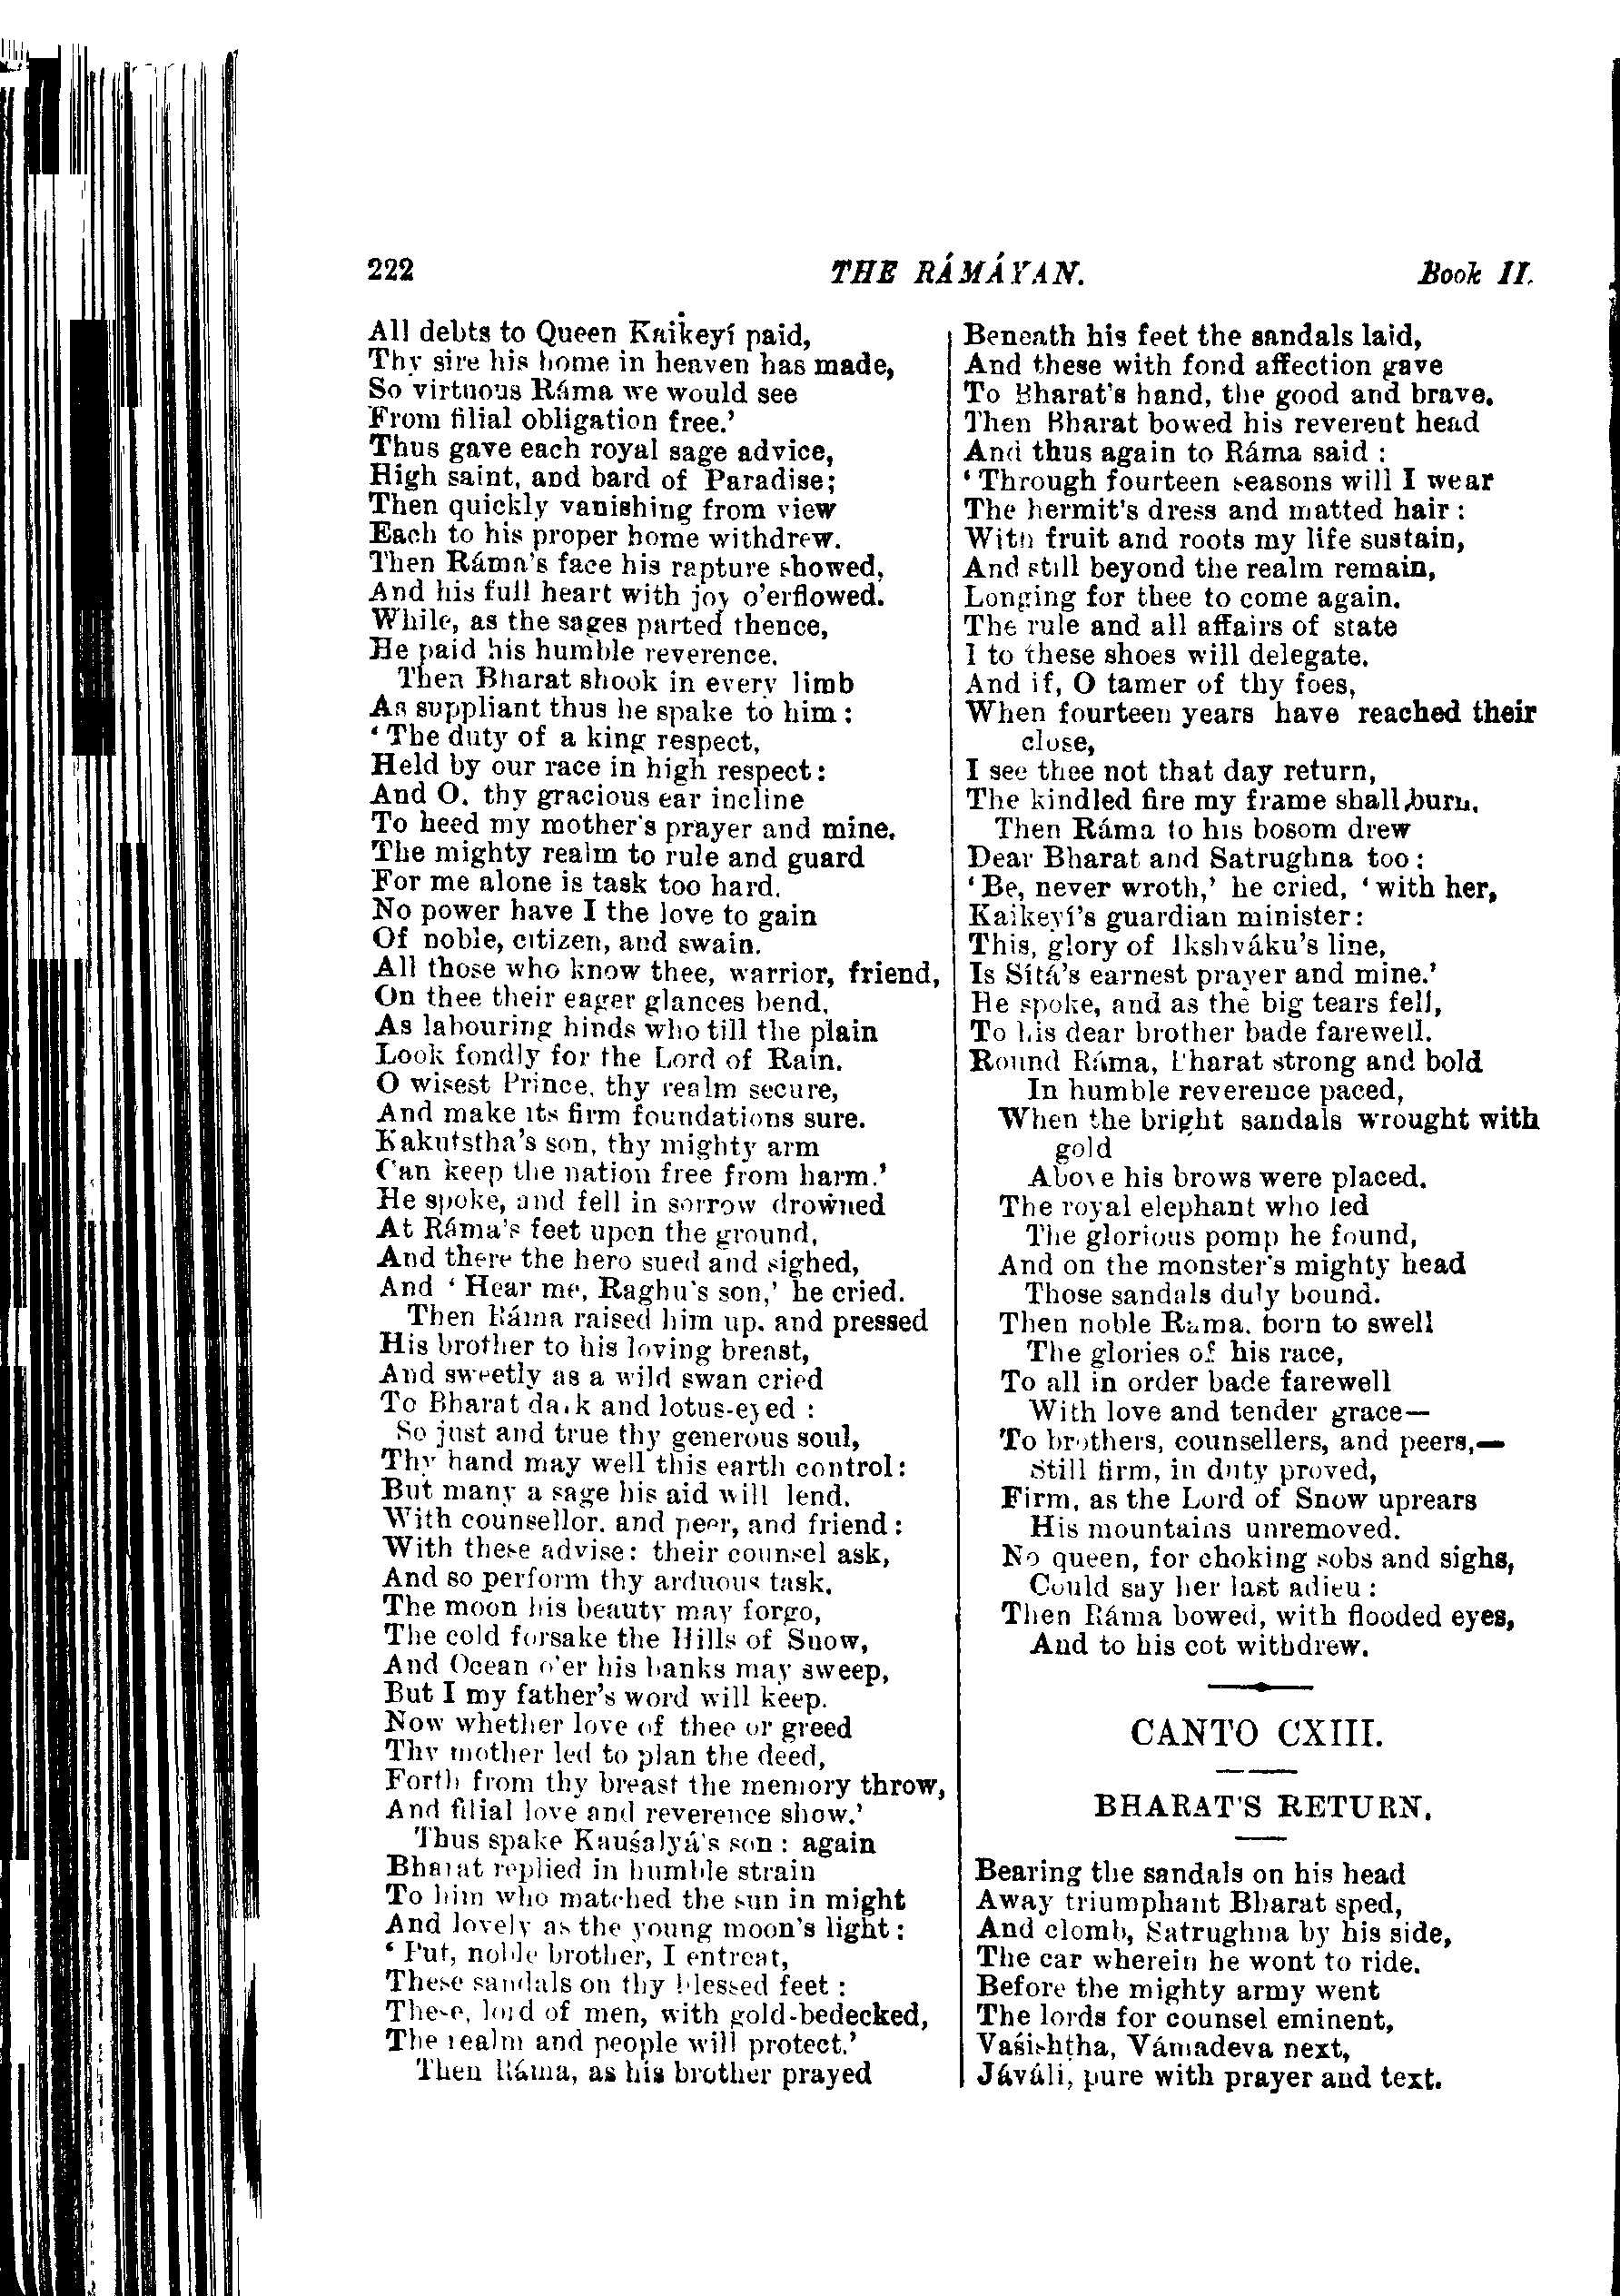 222 THE RÁMÁYAN. Book II.
All debts to Queen Kaikeyí paid,
Thy sire his home in heaven has made,
So virtuous Ráma we would see
From filial obligation free.’
Thus gave each royal sage advice,
High saint, and bard of Paradise;
Then quickly vanishing from view
Each to his proper home withdrew.
Then Ráma's face his rapture showed,
And his full heart with joy o'erflowed.
While, as the sages parted thence,
He paid his humble reverence.
Then Bharat shook in every limb
As suppliant thus he spake to him:
‘The duty of a king respect,
Held by our race in high respect:
And O, thy gracious ear incline
To heed my mother's prayer and mine.
The mighty realm to rule and guard
For me alone is task too hard.
No power have I the love to gain
Of noble, citizen, and swain.
All those who know thee, warrior, friend,
On thee their eager glances bend,
As labouring hinds who till the plain
Look fondly for the Lord of Rain.
O wisest Prince, thy realm secure,
And make its firm foundations sure.
Kakutstha's son, thy mighty arm
Can keep the nation free from harm.’
He spoke, and fell in sorrow drowned
At Ráma's feet upon the ground,
And there the hero sued and sighed,
And ‘Hear me, Raghu's son,’ he cried.
Then Ráma raised him up, and pressed
His brother to his loving breast,
And sweetly as a wild swan cried
To Bharat dark and lotus-eyed :
So just and true thy generous soul,
Thy hand may well this earth control:
But many a sage his aid will lend,
With counsellor, and peer, and friend:
With these advise: their counsel ask,
And so perform thy arduous task.
The moon his beauty may forgo,
The cold forsake the Hills of Snow,
And Ocean o'er his banks may sweep,
But I my father's word will keep.
Now whether love of thee or greed
Thy mother led to plan the deed,
Forth from thy breast the memory throw,
And filial love and reverence show.’
Thus spake Kauśalyá's son: again
Bharat replied in humble strain
To him who matched the sun in might
And lovely as the young moon's light:
‘Put, noble brother, I entreat,
These sandals on thy blessed feet :
These, lord of men, with gold-bedecked,
The realm and people will protect.’
Then Ráma, as his brother prayed
Beneath his feet the sandals laid,
And these with fond affection gave
To Bharat's hand, the good and brave.
Then Bharat bowed his reverent head
And thus again to Ráma said :
‘Through fourteen seasons will I wear
The hermit's dress and matted hair:
With fruit and roots my life sustain,
And still beyond the realm remain,
Longing for thee to come again.
The rule and all affairs of state
I to these shoes will delegate.
And if, O tamer of thy foes,
When fourteen years have reached their
close,
I see thee not that day return,
The kindled fire my frame shall burn.
Then Ráma to his bosom drew
Dear Bharat and Satrughna too:
‘Be, never wroth,’ he cried, ‘with her,
Kaikeyí's guardian minister:
This, glory of Ikshváku's line,
Is Sítá's earnest prayer and mine.’
He spoke, and as the big tears fell,
To his dear brother bade farewell.
Round Ráma, Bharat strong and bold
In humble reverence paced,
When the bright sandals wrought with
gold
Above his brows were placed.
The royal elephant who led
The glorious pomp he found,
And on the monster's mighty head
Those sandals duly bound.
Then noble Rama, born to swell
The glories of his race,
To all in order bade farewell
With love and tender grace—
To brothers, counsellers, and peers,—
Still firm, in duty proved,
Firm, as the Lord of Snow uprears
His mountains unremoved.
No queen, for choking sobs and sighs,
Could say her last adieu:
Then Ráma bowed, with flooded eyes,
And to his cot withdrew.
CANTO CXIII.
BHARAT'S RETURN.
Bearing the sandals on his head
Away triumphant Bharat sped,
And clomb, Satrughna by his side,
The car wherein he wont to ride.
Before the mighty army went
The lords for counsel eminent,
Vaśishṭha, Vámadeva next,
Jáváli, pure with prayer and text.